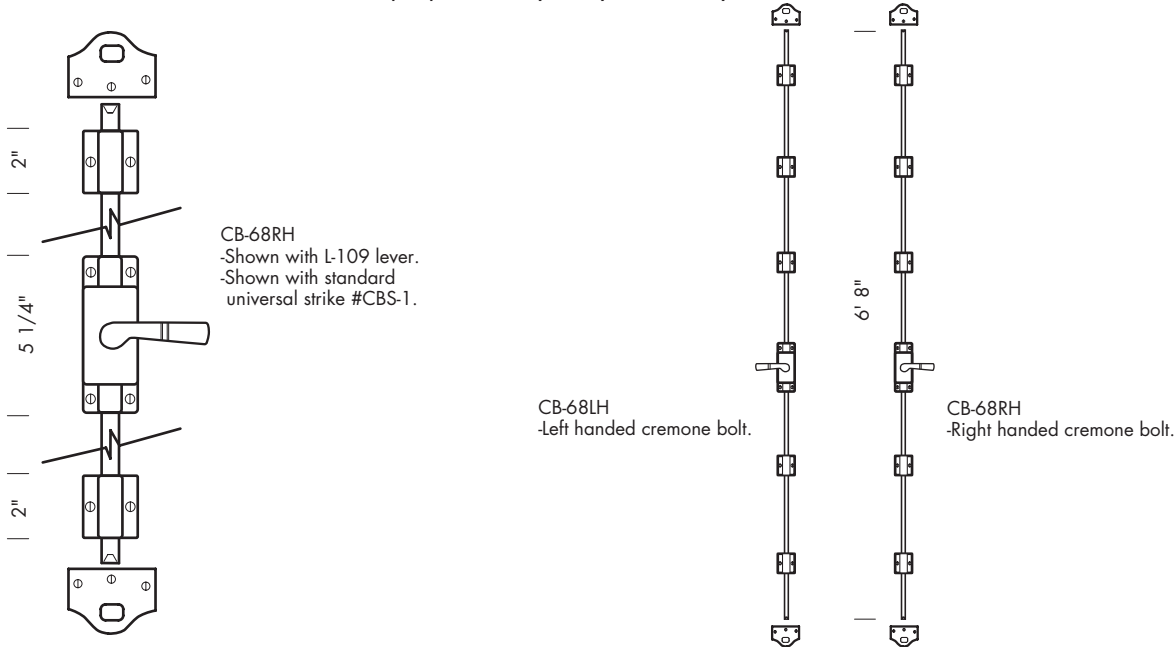 2"
5 1/4"
2"
CB-68RH
-Shown with L-109 lever.
-Shown with standard
universal strike #CBS-1.
CB-68LH
-Left handed cremone bolt.
6' 8"
CB-68RH
-Right handed cremone bolt.